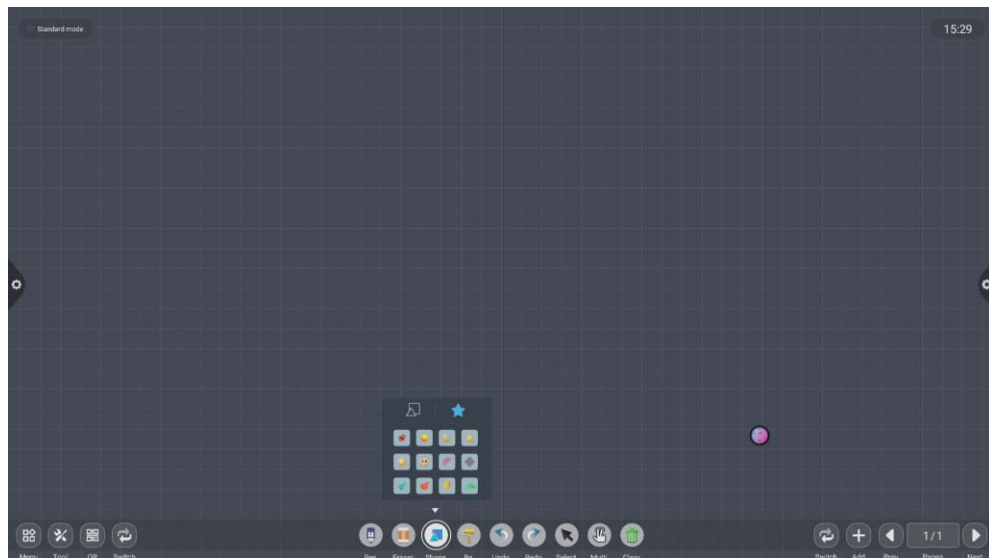 Standard mode
15:29
1/1
Menu Tool QR Switch Pen Eraser Shape Bg Undo Redo Select Multi Clear Switch Add Prev Pages Next